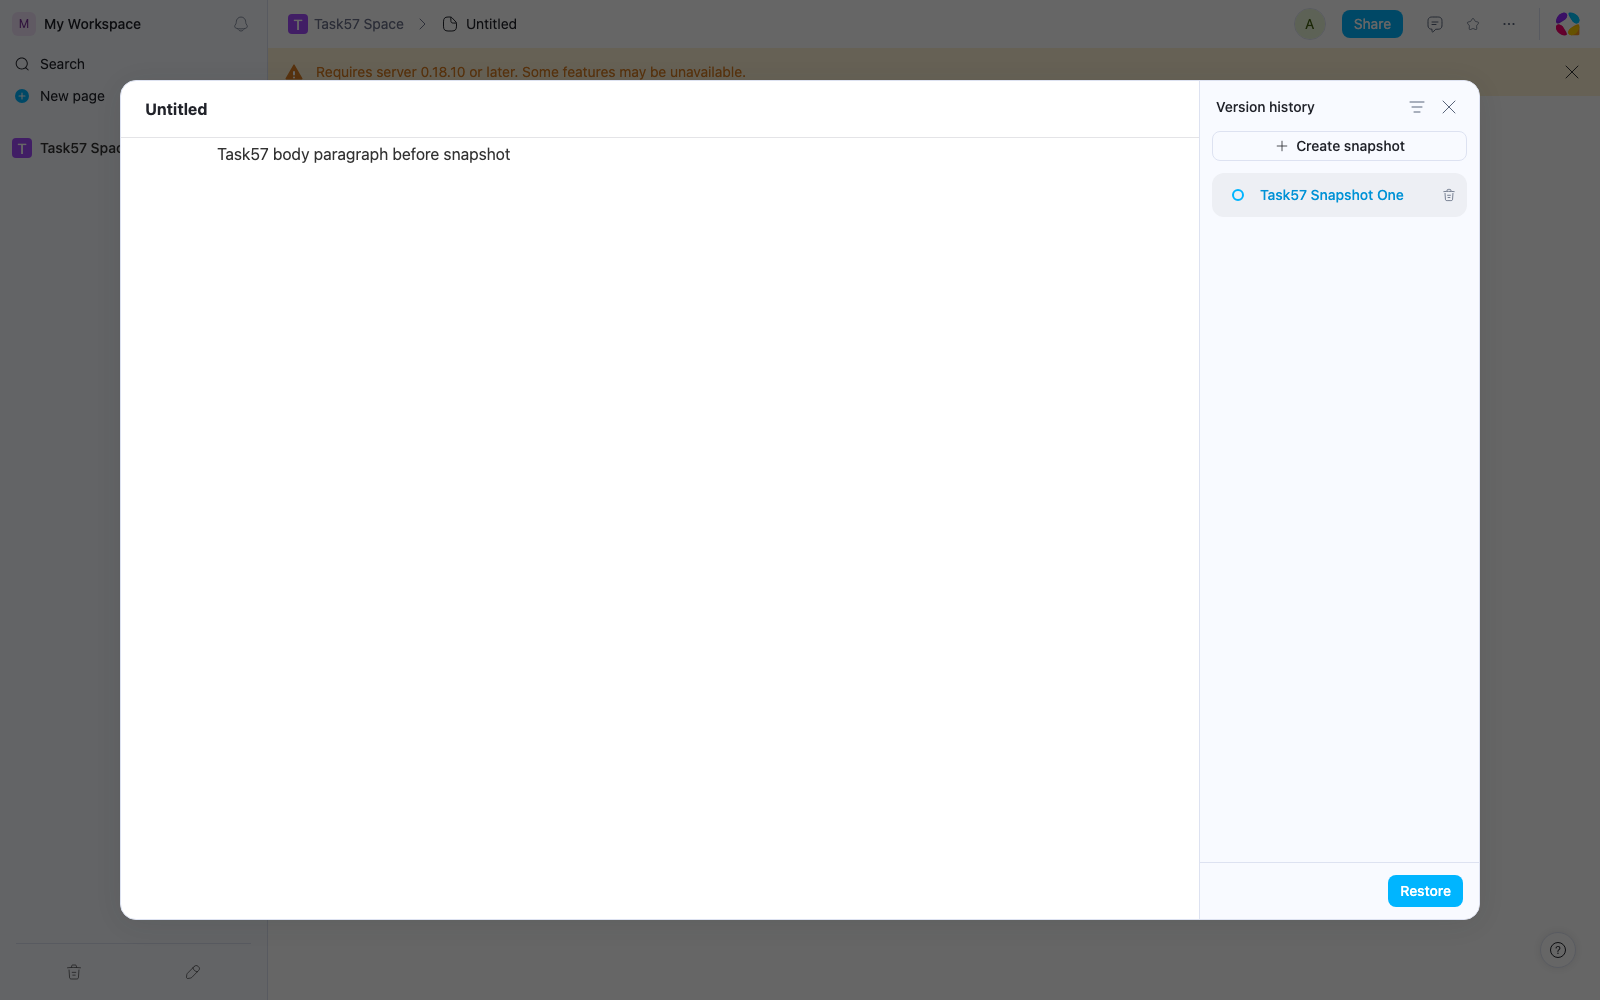 M My Workspace
Search
New page
T Task57 Spac
T Task57 Space > Untitled
A
Share
Requires server 0.18.10 or later. Some features may be unavailable.
Untitled
Task57 body paragraph before snapshot
Version history
+ Create snapshot
Task57 Snapshot One
Restore
?